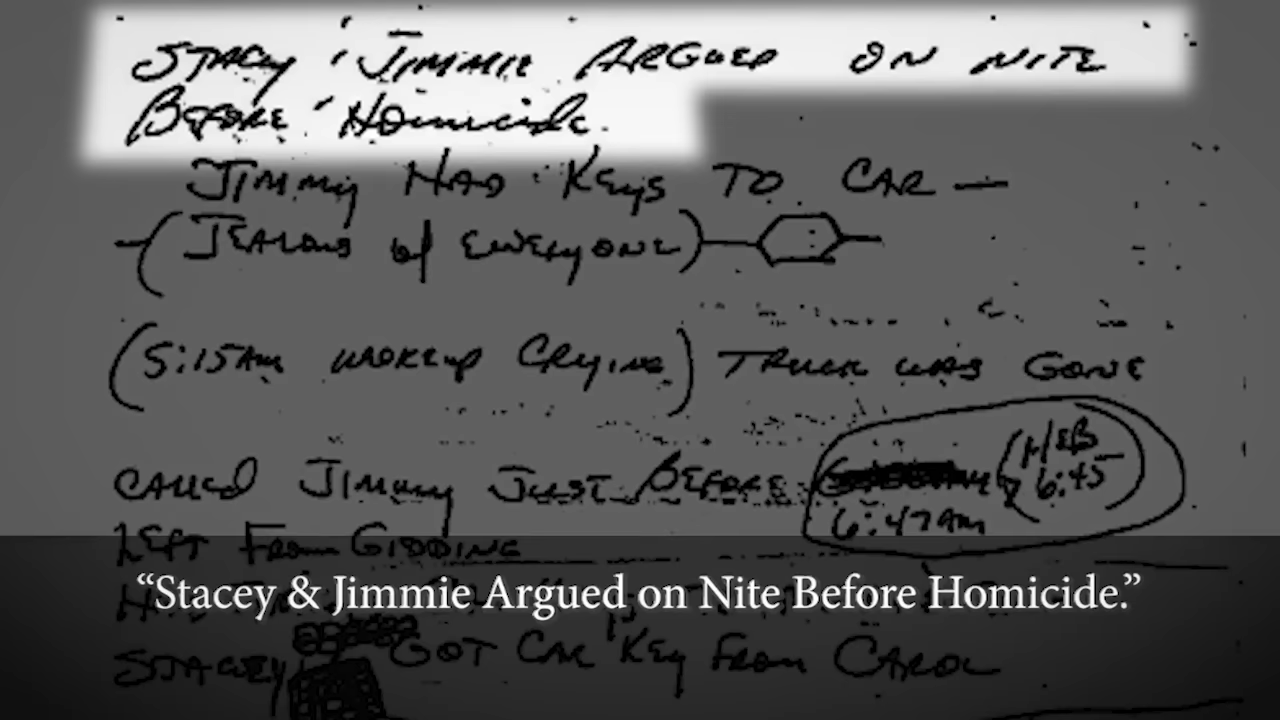 STACEY ' JIMMIE ARGUED ON NITE
BEFORE HOMICIDE.
JIMMY HAD KEYS TO CAR —
(JEALOUS of EVERYONE)
(5:15AM WOKEUP CRYING) TRUCK WAS GONE
CALLED JIMMY JUST BEFORE (HEB 6:45
6:47AM
LEFT FROM GIDDING
“Stacey & Jimmie Argued on Nite Before Homicide.”
STACEY GOT CAR KEY FROM CAROL